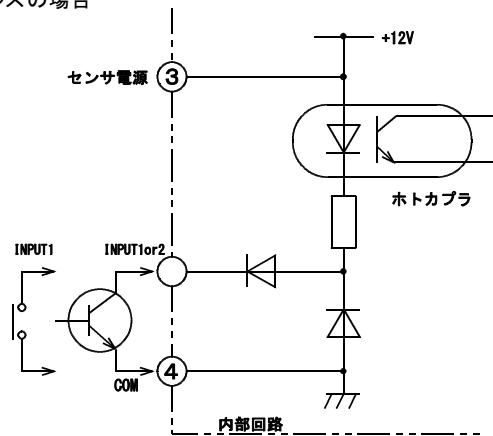 スの場合
+12V
センサ電源 3
ホトカプラ
INPUT1
INPUT1or2
COM
4
内部回路